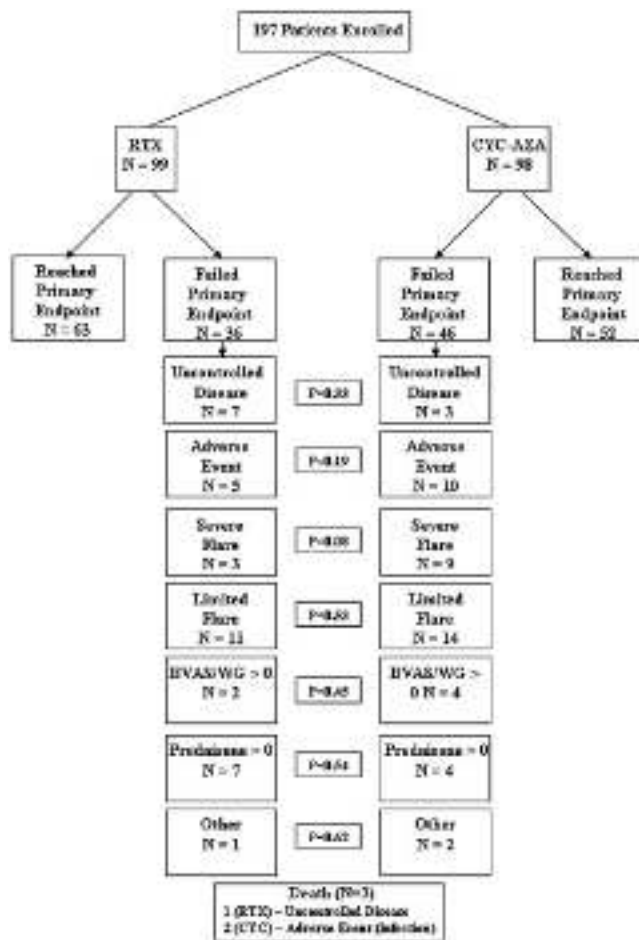 197 Patients Enrolled
RTX
N = 99
CYC-AZA
N = 98
Reached
Primary
Endpoint
N = 63
Failed
Primary
Endpoint
N = 36
Failed
Primary
Endpoint
N = 46
Reached
Primary
Endpoint
N = 52
Uncontrolled
Disease
N = 7
Uncontrolled
Disease
N = 3
Adverse
Event
N = 5
P=0.19
Adverse
Event
N = 10
Severe
Flare
N = 3
Severe
Flare
N = 9
Limited
Flare
N = 11
Limited
Flare
N = 14
BVAS/WG > 0
N = 2
BVAS/WG >
0 N = 4
N = 7
N = 4
Other
N = 1
Other
N = 2
Death (N=3)
1 (RTX) – Uncontrolled Disease
2 (CYC) – Adverse Event (infection)